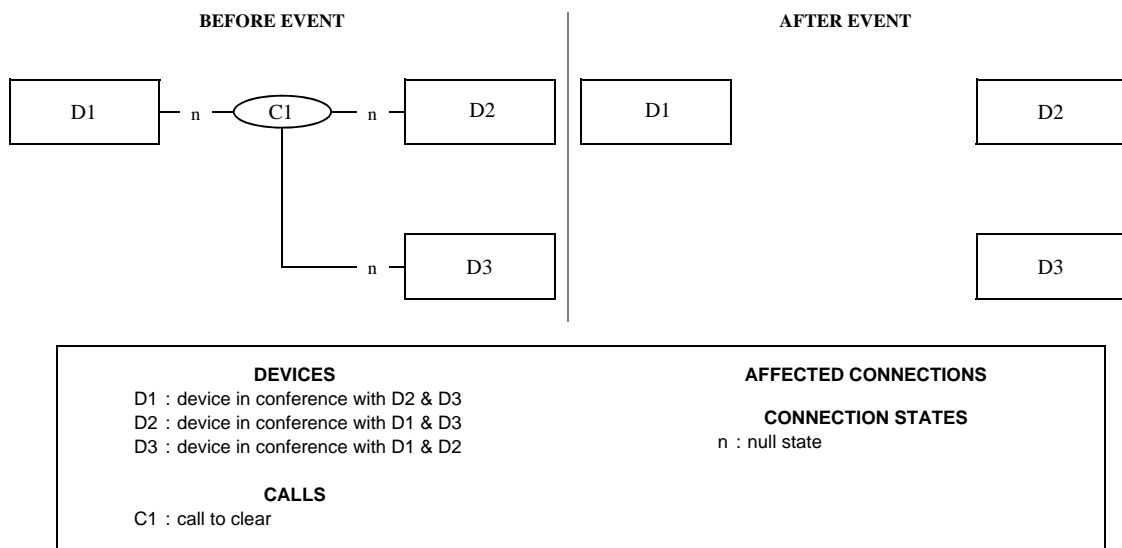 BEFORE EVENT
AFTER EVENT
D1 n C1 n D2
D1 D2
n D3
D3
DEVICES
D1 : device in conference with D2 & D3
D2 : device in conference with D1 & D3
D3 : device in conference with D1 & D2
CALLS
C1 : call to clear
AFFECTED CONNECTIONS
CONNECTION STATES
n : null state